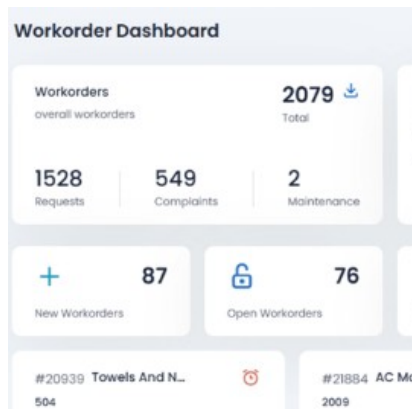 Workorder Dashboard
Workorders
overall workorders
2079
Total
1528
Requests
549
Complaints
2
Maintenance
87
New Workorders
76
Open Workorders
#20939 Towels And N...
504
#21884 AC
2009